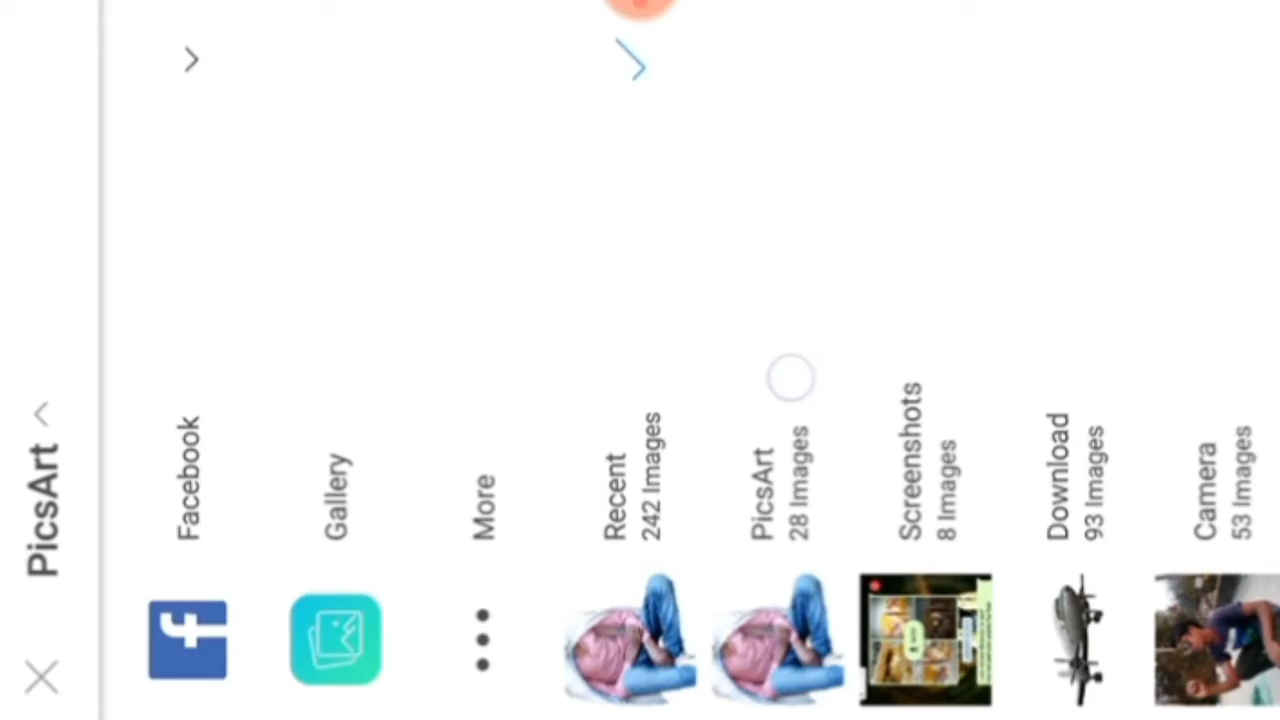 PicsArt
Facebook
Gallery
More
Recent
242 Images
PicsArt
28 Images
Screenshots
8 Images
Download
93 Images
Camera
53 Images